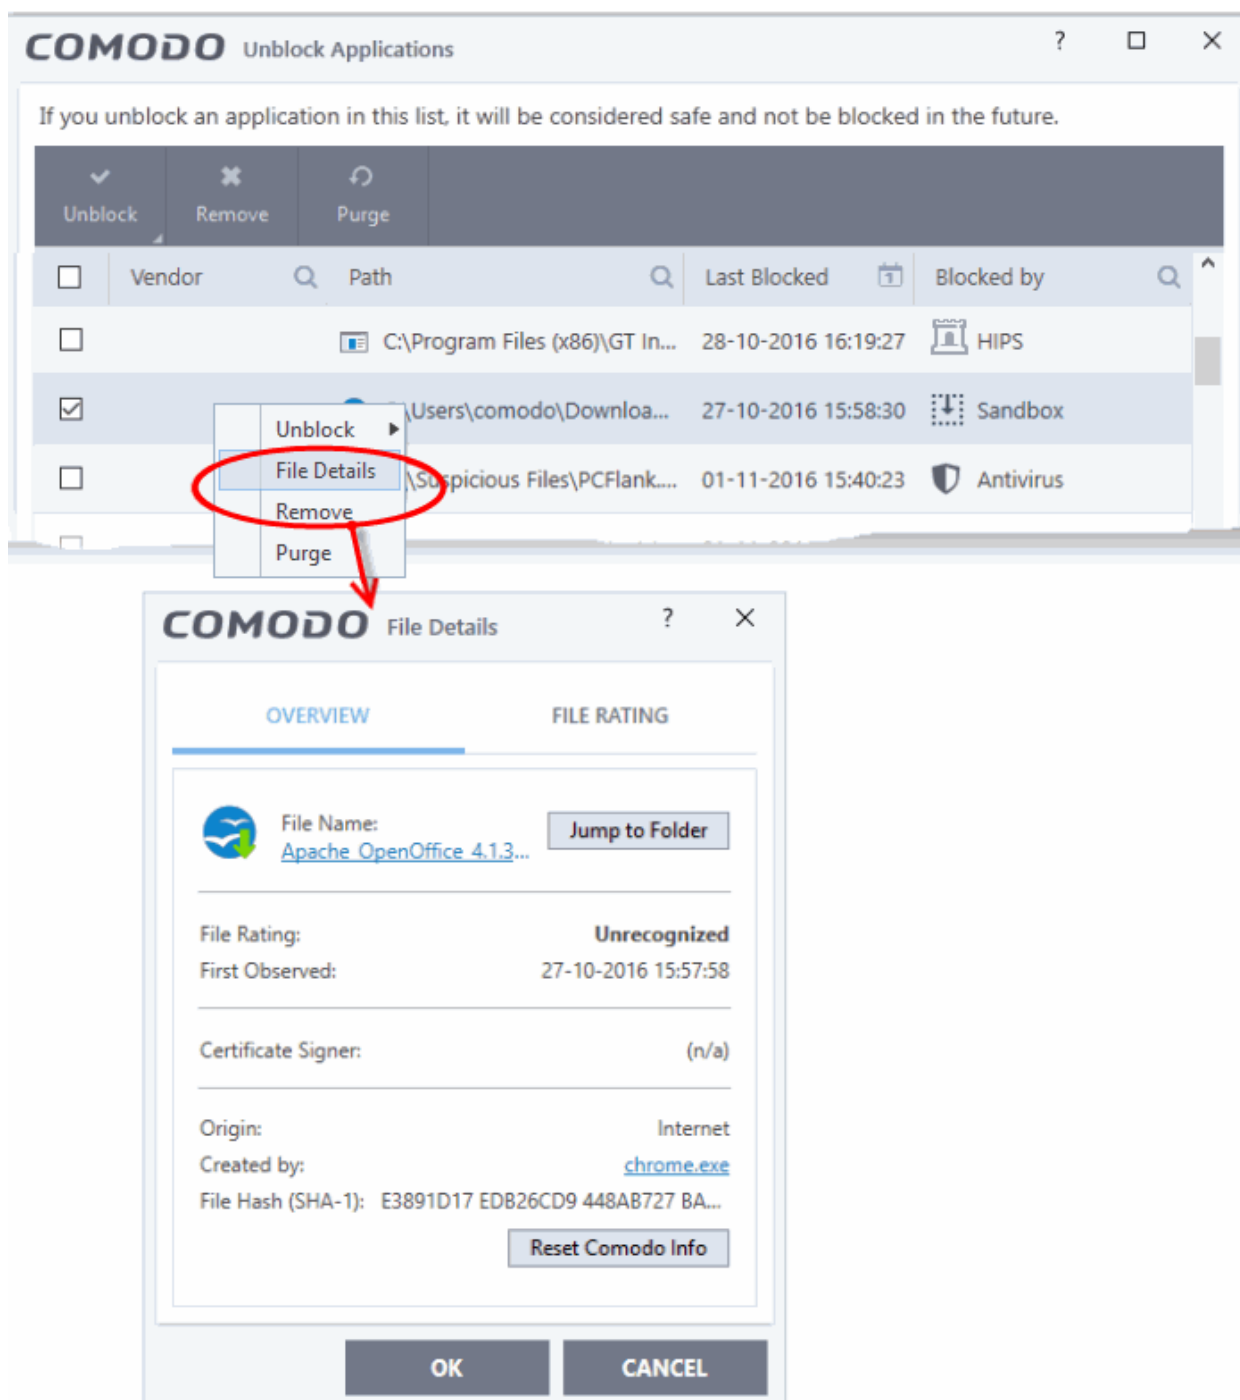 COMODO Unblock Applications ?
If you unblock an application in this list, it will be considered safe and not be blocked in the future.
Unblock Remove Purge
Vendor Path Last Blocked 1 Blocked by
C:\Program Files (x86)\GT In... 28-10-2016 16:19:27 HIPS
\Users\comodo\Downloa... 27-10-2016 15:58:30 Sandbox
\Suspicious Files\PCFlank.... 01-11-2016 15:40:23 Antivirus
Unblock
File Details
Remove
Purge
COMODO File Details ?
OVERVIEW FILE RATING
File Name: Jump to Folder
Apache OpenOffice 4.1.3...
File Rating: Unrecognized
First Observed: 27-10-2016 15:57:58
Certificate Signer: (n/a)
Origin: Internet
Created by: chrome.exe
File Hash (SHA-1): E3891D17 EDB26CD9 448AB727 BA...
Reset Comodo Info
OK CANCEL